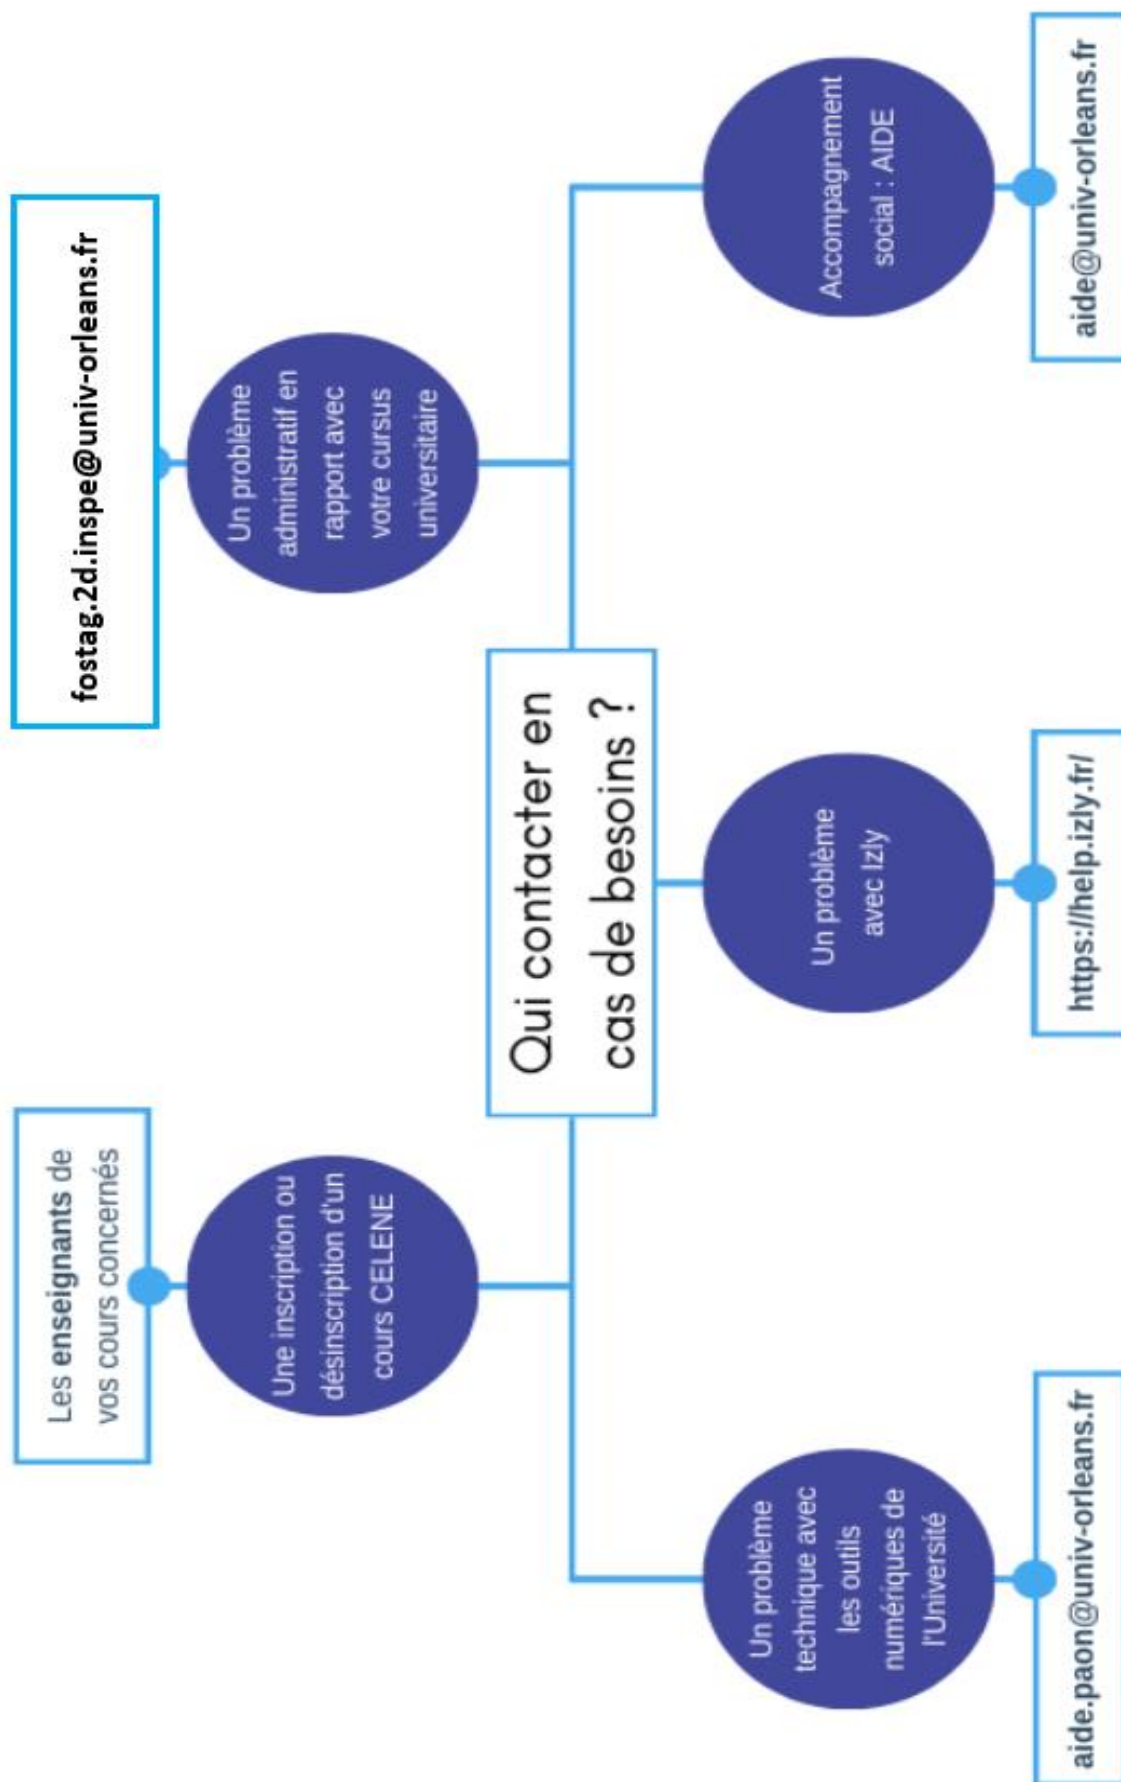 Les enseignants de
vos cours concernés
fostag.2d.inspe@univ-orleans.fr
Une inscription ou
désinscription d'un
cours CELENE
Un problème
administratif en
rapport avec
votre cursus
universitaire
Qui contacter en
cas de besoins ?
Un problème
technique avec
les outils
numériques de
l'Université
Un problème
avec Izly
Accompagnement
social : AIDE
aide.paon@univ-orleans.fr
https://help.izly.fr/
aide@univ-orleans.fr